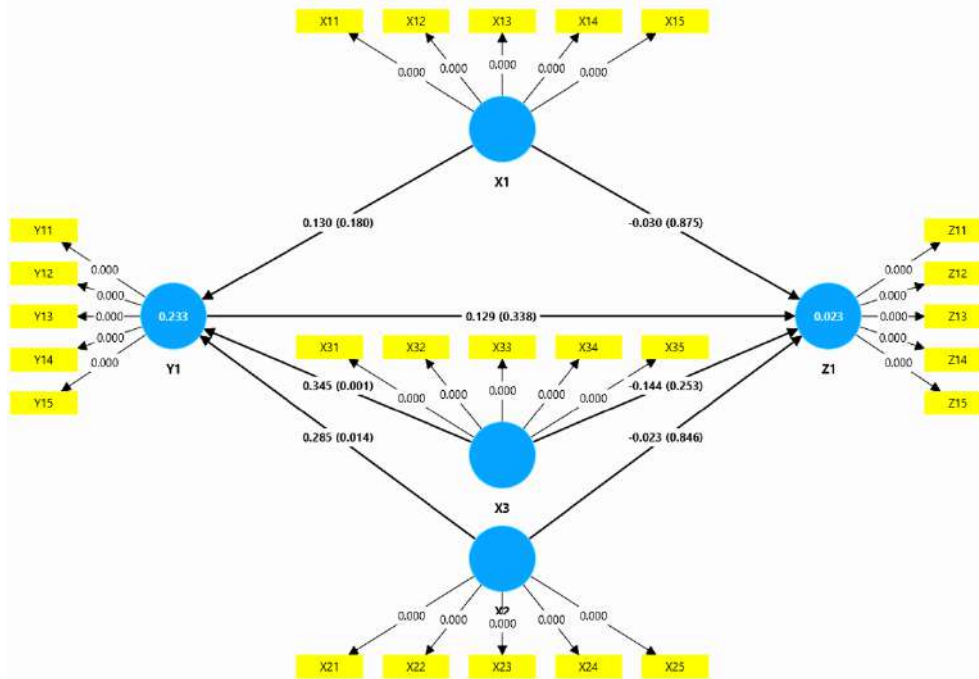 X11 X12 X13 X14 X15
0.000 0.000 0.000 0.000 0.000
X1
0.130 (0.180) -0.030 (0.875)
Y11
Y12
Y13
Y14
Y15
0.000
0.000
0.000
0.000
0.000
0.233
Y1
0.129 (0.338)
Z11
Z12
Z13
Z14
Z15
0.000
0.000
0.000
0.000
0.000
0.023
Z1
X31 X32 X33 X34 X35
0.000 0.000 0.000 0.000 0.000
0.345 (0.001) -0.144 (0.253)
0.285 (0.014) -0.023 (0.846)
X3
X2
0.000 0.000 0.000 0.000 0.000
X21 X22 X23 X24 X25